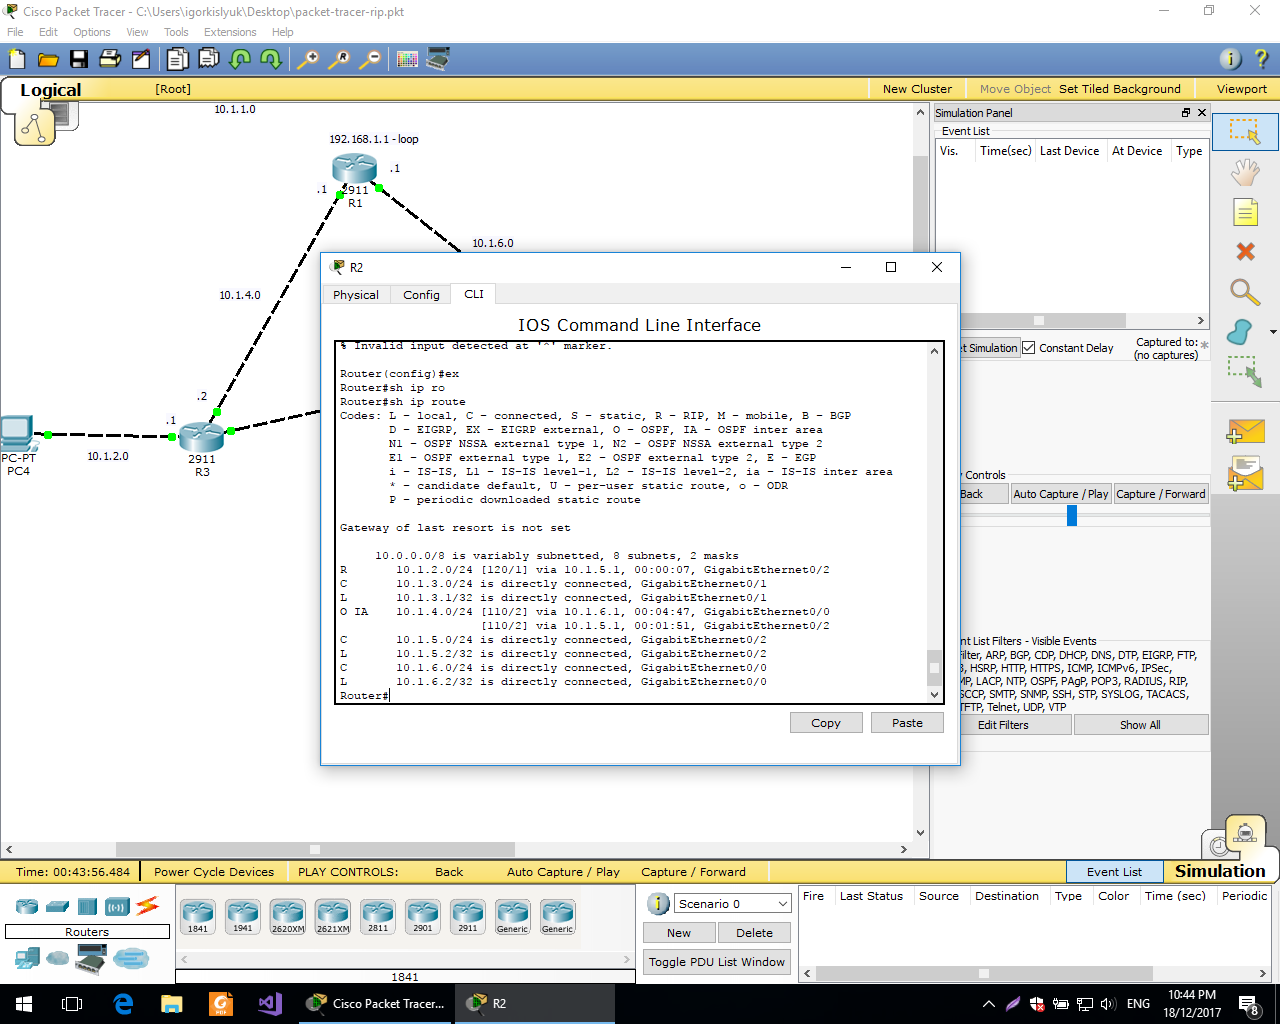 Cisco Packet Tracer - C:\Users\igorkislyuk\Desktop\packet-tracer-rip.pkt
File Edit Options View Tools Extensions Help
Logical [Root] New Cluster Move Object Set Tiled Background Viewport
10.1.1.0
192.168.1.1 - loop
.1
.1
2911
R1
10.1.6.0
10.1.4.0
.2
.1
PC-PT
PC4
10.1.2.0
2911
R3
Simulation Panel
Event List
Vis. Time(sec) Last Device At Device Type
et Simulation Constant Delay Captured to:
(no captures)
Controls
Back Auto Capture / Play Capture / Forward
nt List Filters - Visible Events
ilter, ARP, BGP, CDP, DHCP, DNS, DTP, EIGRP, FTP,
, HSRP, HTTP, HTTPS, ICMP, ICMPv6, IPSec,
MP, LACP, NTP, OSPF, PAgP, POP3, RADIUS, RIP,
SCCP, SMTP, SNMP, SSH, STP, SYSLOG, TACACS,
TFTP, Telnet, UDP, VTP
Edit Filters Show All
R2
Physical Config CLI
IOS Command Line Interface
% Invalid input detected at '^' marker.
Router(config)#ex
Router#sh ip ro
Router#sh ip route
Codes: L - local, C - connected, S - static, R - RIP, M - mobile, B - BGP
D - EIGRP, EX - EIGRP external, O - OSPF, IA - OSPF inter area
N1 - OSPF NSSA external type 1, N2 - OSPF NSSA external type 2
E1 - OSPF external type 1, E2 - OSPF external type 2, E - EGP
i - IS-IS, L1 - IS-IS level-1, L2 - IS-IS level-2, ia - IS-IS inter area
* - candidate default, U - per-user static route, o - ODR
P - periodic downloaded static route
Gateway of last resort is not set
10.0.0.0/8 is variably subnetted, 8 subnets, 2 masks
R 10.1.2.0/24 [120/1] via 10.1.5.1, 00:00:07, GigabitEthernet0/2
C 10.1.3.0/24 is directly connected, GigabitEthernet0/1
L 10.1.3.1/32 is directly connected, GigabitEthernet0/1
O IA 10.1.4.0/24 [110/2] via 10.1.6.1, 00:04:47, GigabitEthernet0/0
[110/2] via 10.1.5.1, 00:01:51, GigabitEthernet0/2
C 10.1.5.0/24 is directly connected, GigabitEthernet0/2
L 10.1.5.2/32 is directly connected, GigabitEthernet0/2
C 10.1.6.0/24 is directly connected, GigabitEthernet0/0
L 10.1.6.2/32 is directly connected, GigabitEthernet0/0
Router#
Copy Paste
Time: 00:43:56.484 Power Cycle Devices PLAY CONTROLS: Back Auto Capture / Play Capture / Forward Event List Simulation
Routers
1841 1941 2620XM 2621XM 2811 2901 2911 Generic Generic
1841
Scenario 0
New Delete
Toggle PDU List Window
Fire Last Status Source Destination Type Color Time (sec) Periodic
Cisco Packet Tracer... R2
ENG
10:44 PM
18/12/2017
8